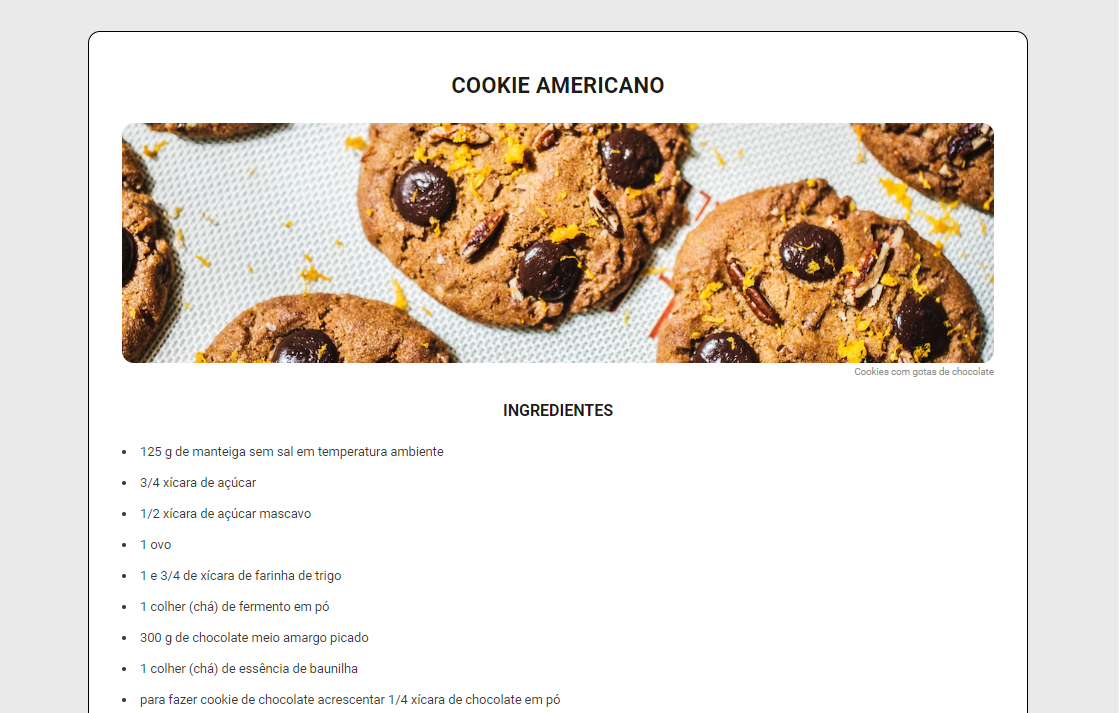 COOKIE AMERICANO
Cookies com gotas de chocolate
INGREDIENTES
125 g de manteiga sem sal em temperatura ambiente
3/4 xícara de açúcar
1/2 xícara de açúcar mascavo
1 ovo
1 e 3/4 de xícara de farinha de trigo
1 colher (chá) de fermento em pó
300 g de chocolate meio amargo picado
1 colher (chá) de essência de baunilha
para fazer cookie de chocolate acrescentar 1/4 xícara de chocolate em pó